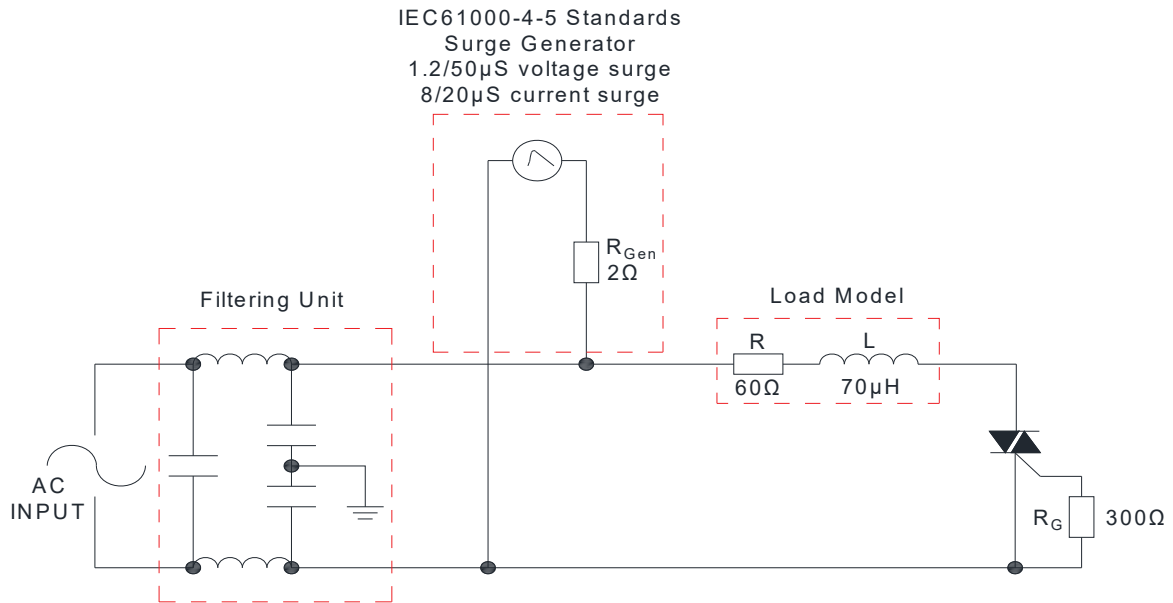 IEC61000-4-5 Standards
Surge Generator
1.2/50µS voltage surge
8/20µS current surge
RGen
2Ω
Filtering Unit
Load Model
R
L
60Ω
70µH
AC
INPUT
RG
300Ω